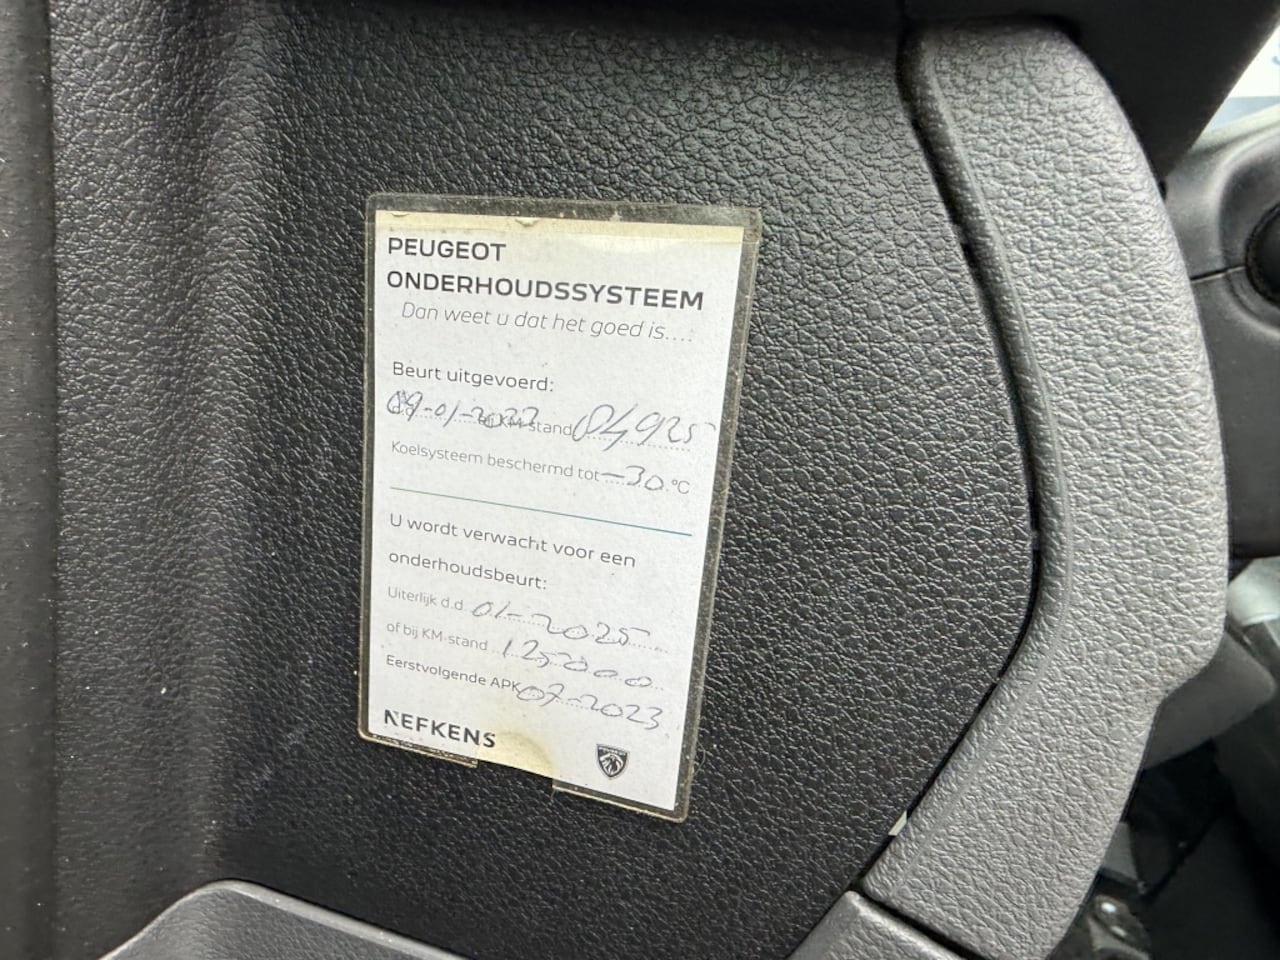 PEUGEOT
ONDERHOUDSSYSTEEM
Dan weet u dat het goed is....
Beurt uitgevoerd:
d.d. 09-01-2023 bij KM-stand 84925
Koelsysteem beschermd tot -30 °C
U wordt verwacht voor een
onderhoudsbeurt:
Uiterlijk d.d. 01-2025
of bij KM-stand 125000
Eerstvolgende APK 07-2023
NEFKENS